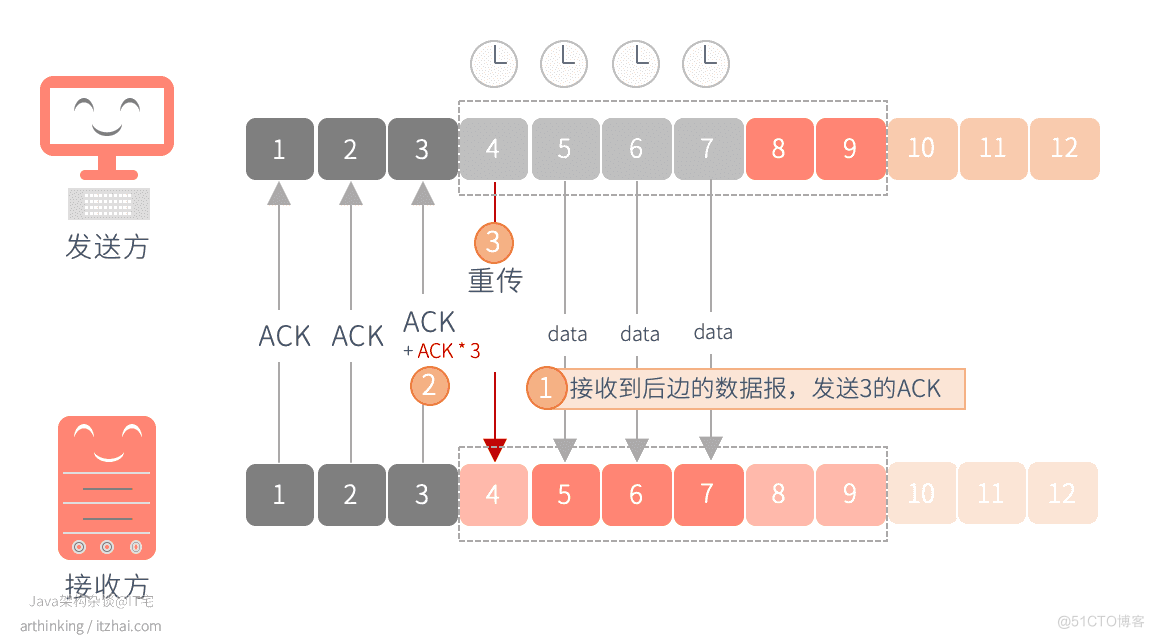 1 2 3 4 5 6 7 8 9 10 11 12
发送方
3
重传
ACK ACK ACK
+ ACK * 3
data data data
2
1 接收到后边的数据报，发送3的ACK
1 2 3 4 5 6 7 8 9 10 11 12
接收方
Java架构杂谈@IT宅
arthinking / itzhai.com
@51CTO博客